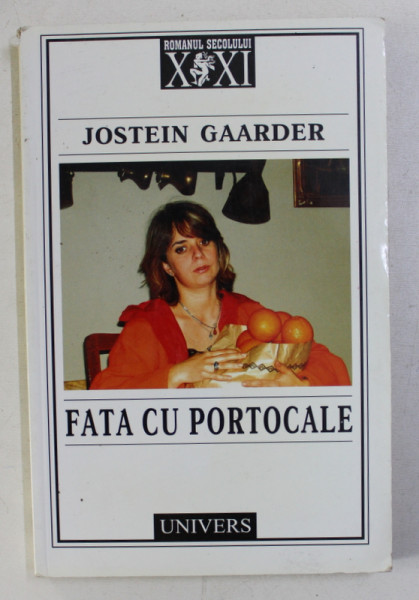 ROMANUL SECOLULUI
XXI
JOSTEIN GAARDER
FATA CU PORTOCALE
UNIVERS